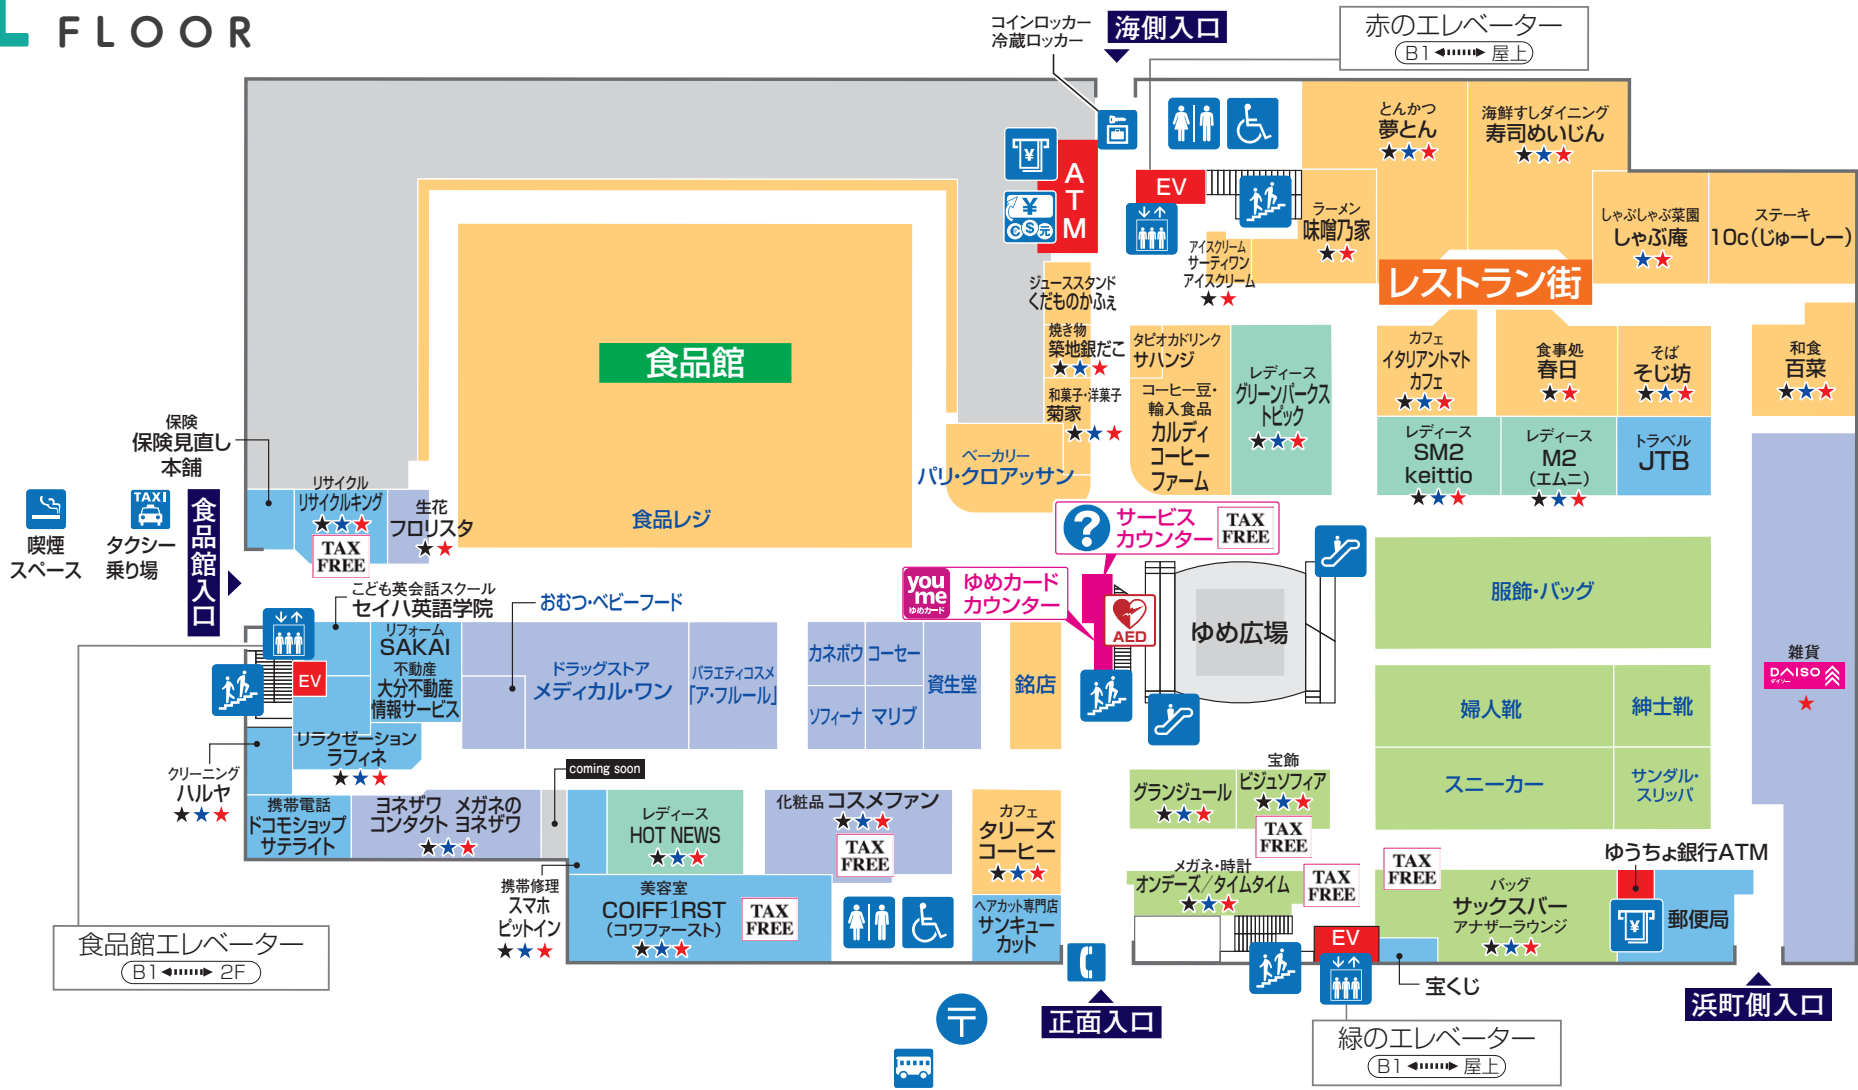 FLOOR
コインロッカー
冷蔵ロッカー
海側入口
赤のエレベーター
B1 屋上
とんかつ
夢とん
★★★
海鮮すしダイニング
寿司めいじん
★★★
ATM
EV
ラーメン
味噌乃家
★★
しゃぶしゃぶ菜園
しゃぶ庵
★★
ステーキ
10c(じゅーしー)
アイスクリーム
サーティワン
アイスクリーム
★★
レストラン街
ジューススタンド
くだものかふぇ
焼き物
築地銀だこ
★★★
和菓子・洋菓子
菊家
★★★
タピオカドリンク
サハンジ
コーヒー豆・
輸入食品
カルディ
コーヒー
ファーム
レディース
グリーンパークス
トピック
★★★
カフェ
イタリアントマト
カフェ
★★★
食事処
春日
★★
そば
そじ坊
★★★
和食
百菜
★★★
食品館
食品レジ
ベーカリー
パリ・クロアッサン
レディース
SM2
keittio
★★★
レディース
M2
(エムニ)
★★★
トラベル
JTB
保険
保険見直し
本舗
リサイクル
リサイクルキング
★★★
TAX
FREE
生花
フロリスタ
★★
喫煙
スペース
TAXI
タクシー
乗り場
食品館入口
?
サービス
カウンター
TAX
FREE
you
me
ゆめカード
ゆめカード
カウンター
AED
ゆめ広場
服飾・バッグ
こども英会話スクール
セイハ英語学院
おむつ・ベビーフード
リフォーム
SAKAI
不動産
大分不動産
情報サービス
EV
ドラッグストア
メディカル・ワン
バラエティコスメ
「ア・フルール」
カネボウ
コーセー
ソフィーナ
マリブ
資生堂
銘店
婦人靴
紳士靴
スニーカー
サンダル・
スリッパ
雑貨
DAISO
ダイソー
★
リラクゼーション
ラフィネ
★★★
クリーニング
ハルヤ
★★★
携帯電話
ドコモショップ
サテライト
ヨネザワ
コンタクト
メガネの
ヨネザワ
★★★
coming soon
レディース
HOT NEWS
★★★
化粧品 コスメファン
★★★
TAX
FREE
カフェ
タリーズ
コーヒー
★★★
グランジュール
★★★
宝飾
ビジュソフィア
★★★
TAX
FREE
携帯修理
スマホ
ピットイン
★★★
美容室
COIFF1RST
(コワファースト)
★★★
TAX
FREE
ヘアカット専門店
サンキュー
カット
メガネ・時計
オンデーズ/タイムタイム
★★★
TAX
FREE
TAX
FREE
バッグ
サックスバー
アナザーラウンジ
★★★
ゆうちょ銀行ATM
郵便局
EV
宝くじ
食品館エレベーター
B1 2F
正面入口
緑のエレベーター
B1 屋上
浜町側入口
〒